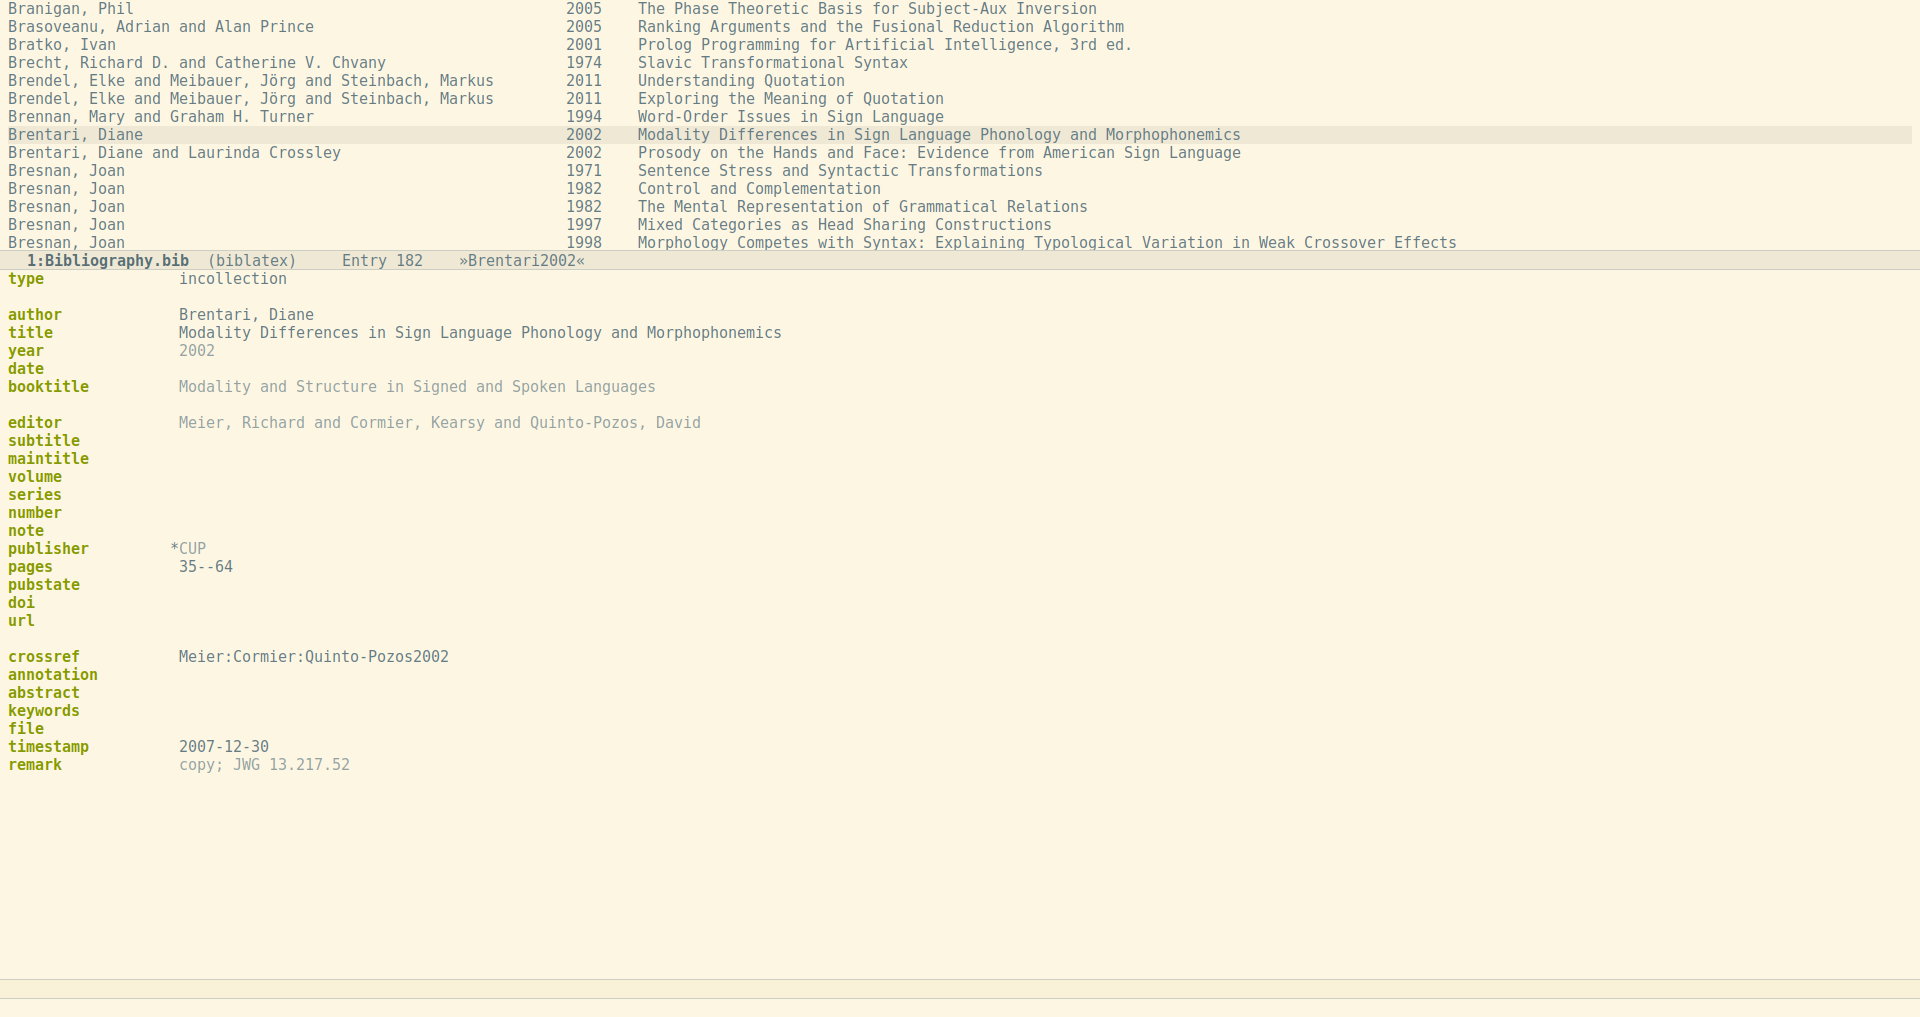 Branigan, Phil 2005 The Phase Theoretic Basis for Subject-Aux Inversion
Brasoveanu, Adrian and Alan Prince 2005 Ranking Arguments and the Fusional Reduction Algorithm
Bratko, Ivan 2001 Prolog Programming for Artificial Intelligence, 3rd ed.
Brecht, Richard D. and Catherine V. Chvany 1974 Slavic Transformational Syntax
Brendel, Elke and Meibauer, Jörg and Steinbach, Markus 2011 Understanding Quotation
Brendel, Elke and Meibauer, Jörg and Steinbach, Markus 2011 Exploring the Meaning of Quotation
Brennan, Mary and Graham H. Turner 1994 Word-Order Issues in Sign Language
Brentari, Diane 2002 Modality Differences in Sign Language Phonology and Morphophonemics
Brentari, Diane and Laurinda Crossley 2002 Prosody on the Hands and Face: Evidence from American Sign Language
Bresnan, Joan 1971 Sentence Stress and Syntactic Transformations
Bresnan, Joan 1982 Control and Complementation
Bresnan, Joan 1982 The Mental Representation of Grammatical Relations
Bresnan, Joan 1997 Mixed Categories as Head Sharing Constructions
Bresnan, Joan 1998 Morphology Competes with Syntax: Explaining Typological Variation in Weak Crossover Effects
1:Bibliography.bib (biblatex) Entry 182 »Brentari2002«
type incollection
author Brentari, Diane
title Modality Differences in Sign Language Phonology and Morphophonemics
year 2002
date
booktitle Modality and Structure in Signed and Spoken Languages
editor Meier, Richard and Cormier, Kearsy and Quinto-Pozos, David
subtitle
maintitle
volume
series
number
note
publisher *CUP
pages 35--64
pubstate
doi
url
crossref Meier:Cormier:Quinto-Pozos2002
annotation
abstract
keywords
file
timestamp 2007-12-30
remark copy; JWG 13.217.52